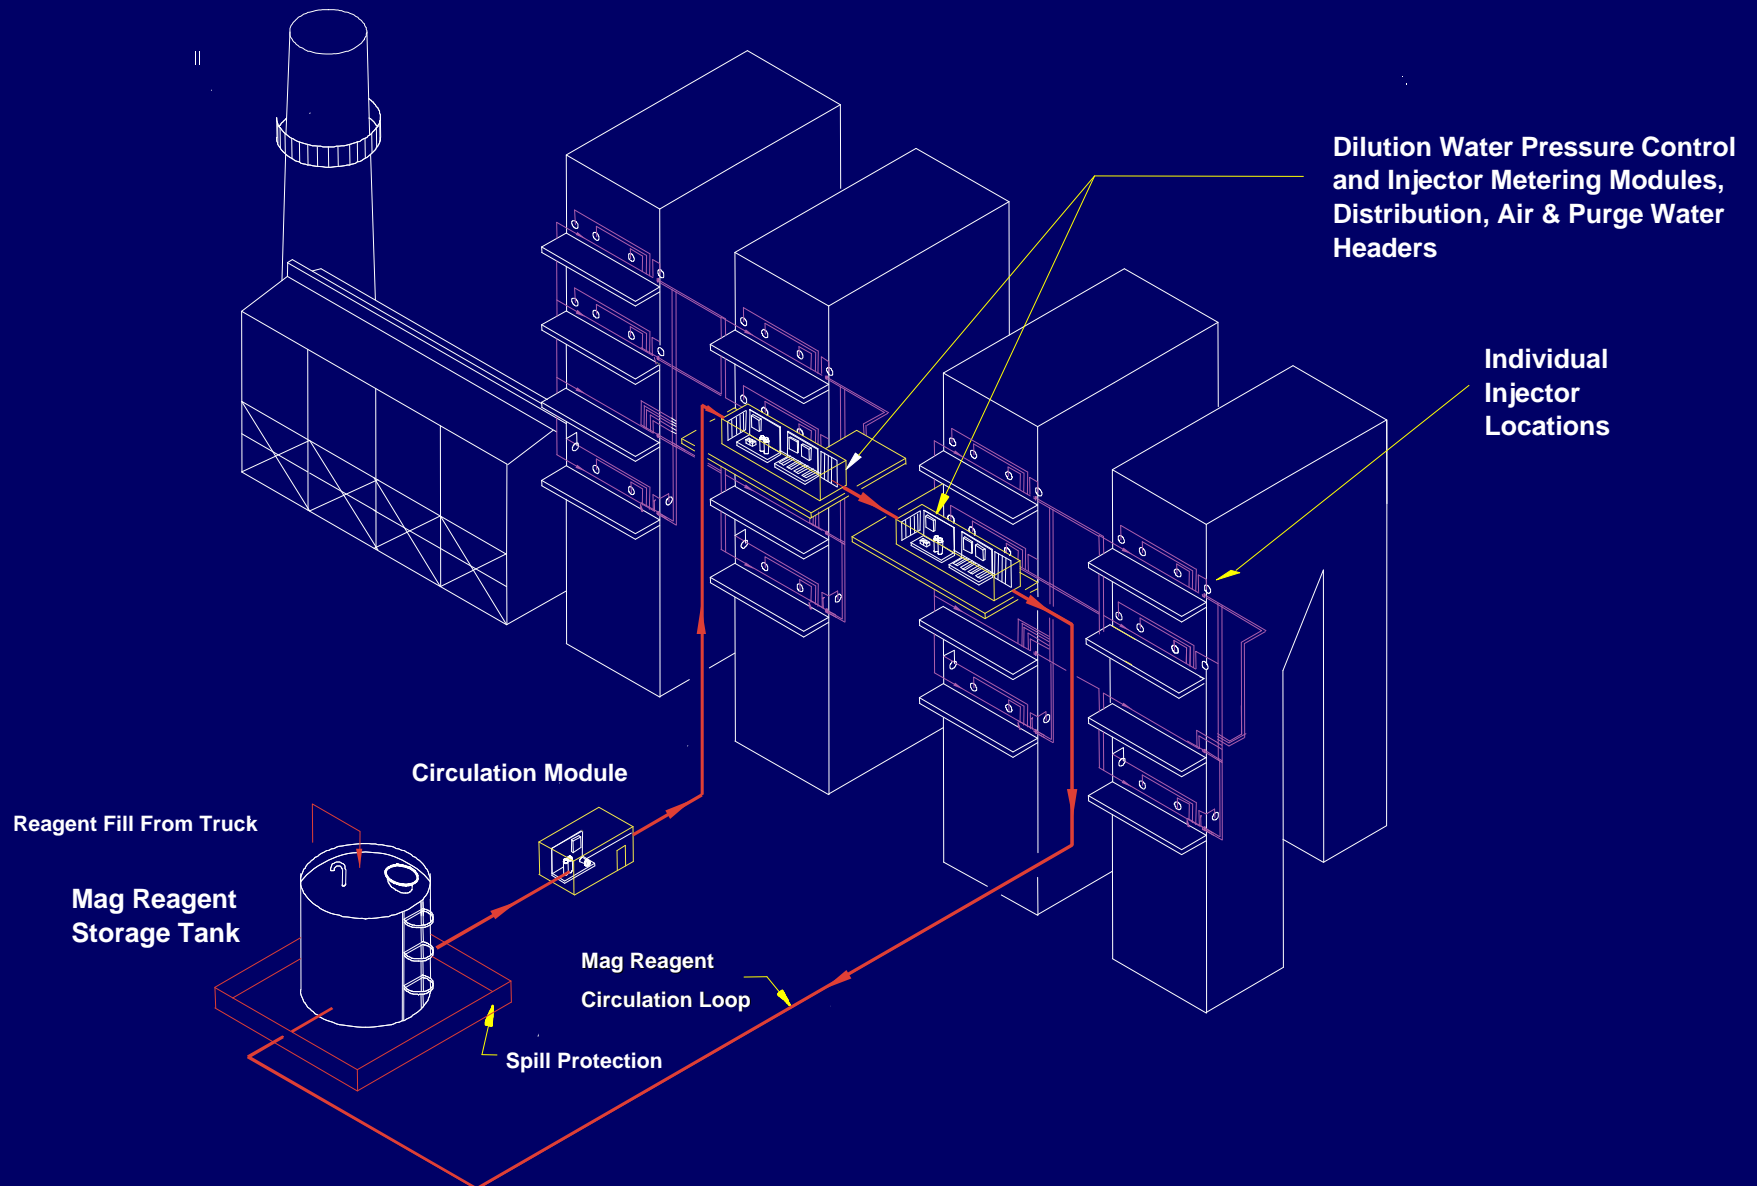 Dilution Water Pressure Control
and Injector Metering Modules,
Distribution, Air & Purge Water
Headers
Individual
Injector
Locations
Circulation Module
Reagent Fill From Truck
Mag Reagent
Storage Tank
Mag Reagent
Circulation Loop
Spill Protection